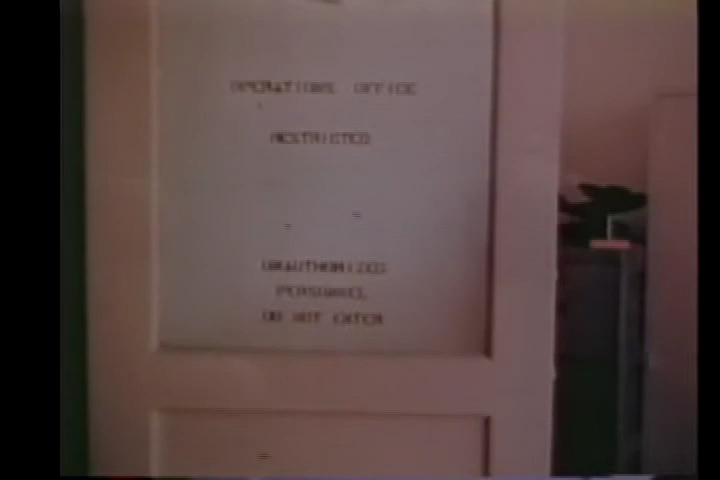 OPERATIONS OFFICE
RESTRICTED
UNAUTHORIZED
PERSONNEL
DO NOT ENTER